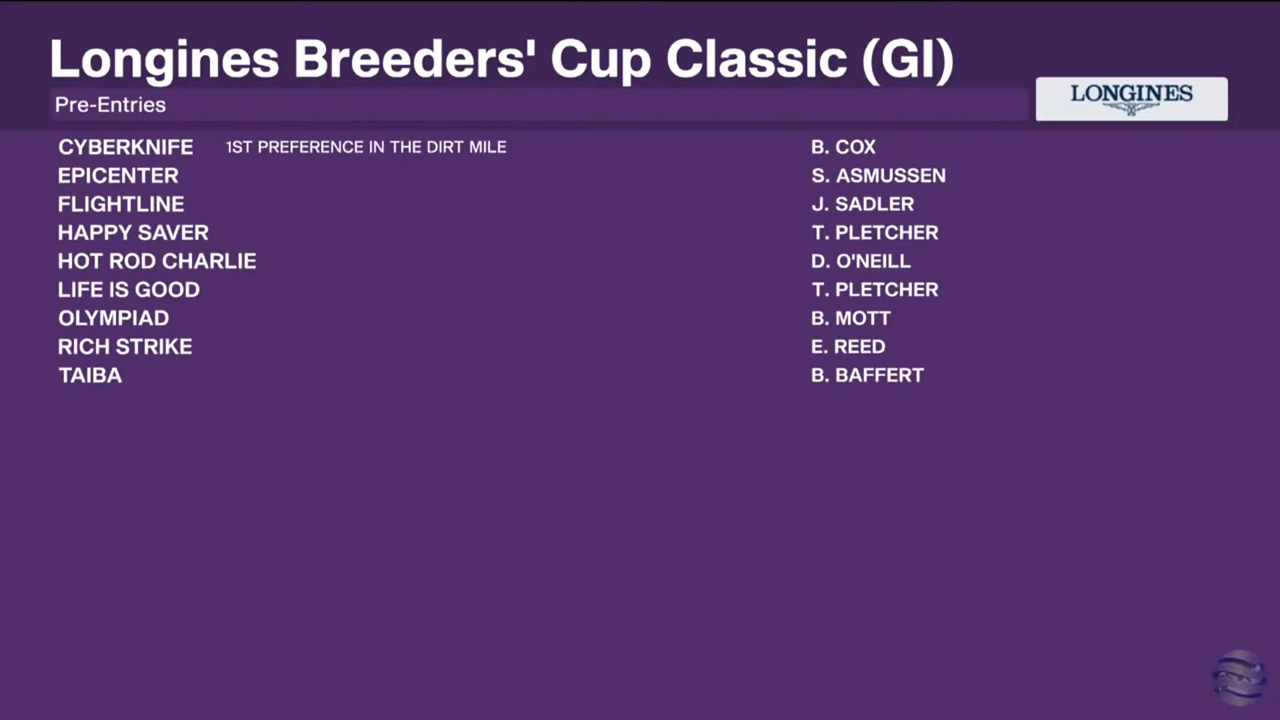 Longines Breeders' Cup Classic (GI)
Pre-Entries
LONGINES
CYBERKNIFE 1ST PREFERENCE IN THE DIRT MILE B. COX
EPICENTER S. ASMUSSEN
FLIGHTLINE J. SADLER
HAPPY SAVER T. PLETCHER
HOT ROD CHARLIE D. O'NEILL
LIFE IS GOOD T. PLETCHER
OLYMPIAD B. MOTT
RICH STRIKE E. REED
TAIBA B. BAFFERT